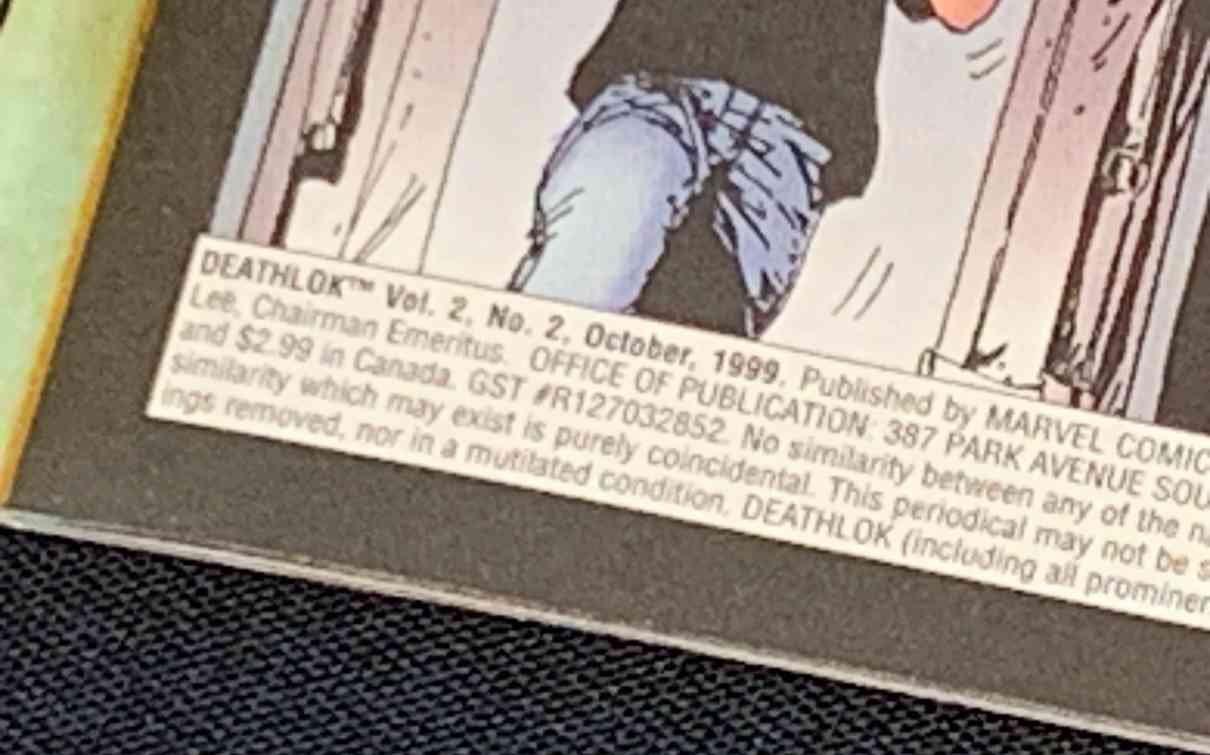 DEATHLOK™ Vol. 2, No. 2, October, 1999. Published by MARVEL COMIC
Lee, Chairman Emeritus. OFFICE OF PUBLICATION: 387 PARK AVENUE SOU
and $2.99 in Canada. GST #R127032852. No similarity between any of the na
similarity which may exist is purely coincidental. This periodical may not be s
ings removed, nor in a mutilated condition. DEATHLOK (including all prominen